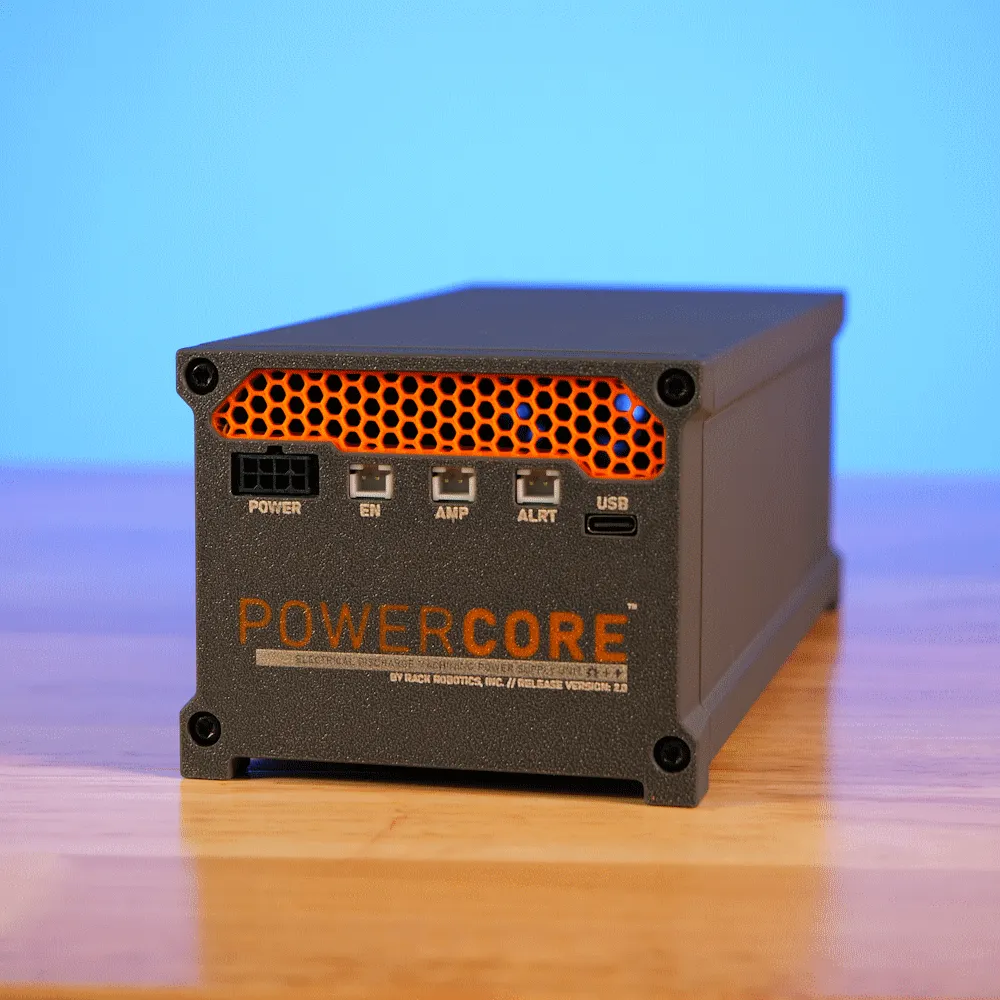 POWER EN AMP ALRT USB
POWERCORE™
ELECTRICAL DISCHARGE MACHINING POWER SUPPLY UNIT
BY RACK ROBOTICS, INC. // RELEASE VERSION: 2.0